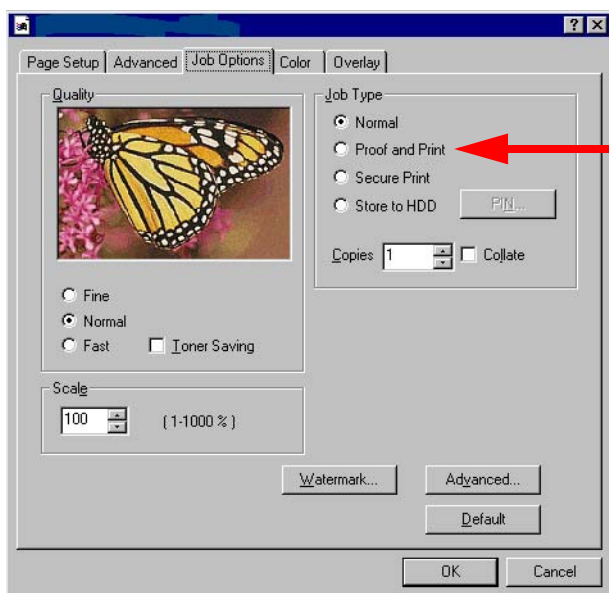 Page Setup Advanced Job Options Color Overlay
Quality
Fine
Normal
Fast Toner Saving
Scale
100 (1-1000 %)
Job Type
Normal
Proof and Print
Secure Print
Store to HDD PIN...
Copies 1 Collate
Watermark... Advanced...
Default
OK Cancel